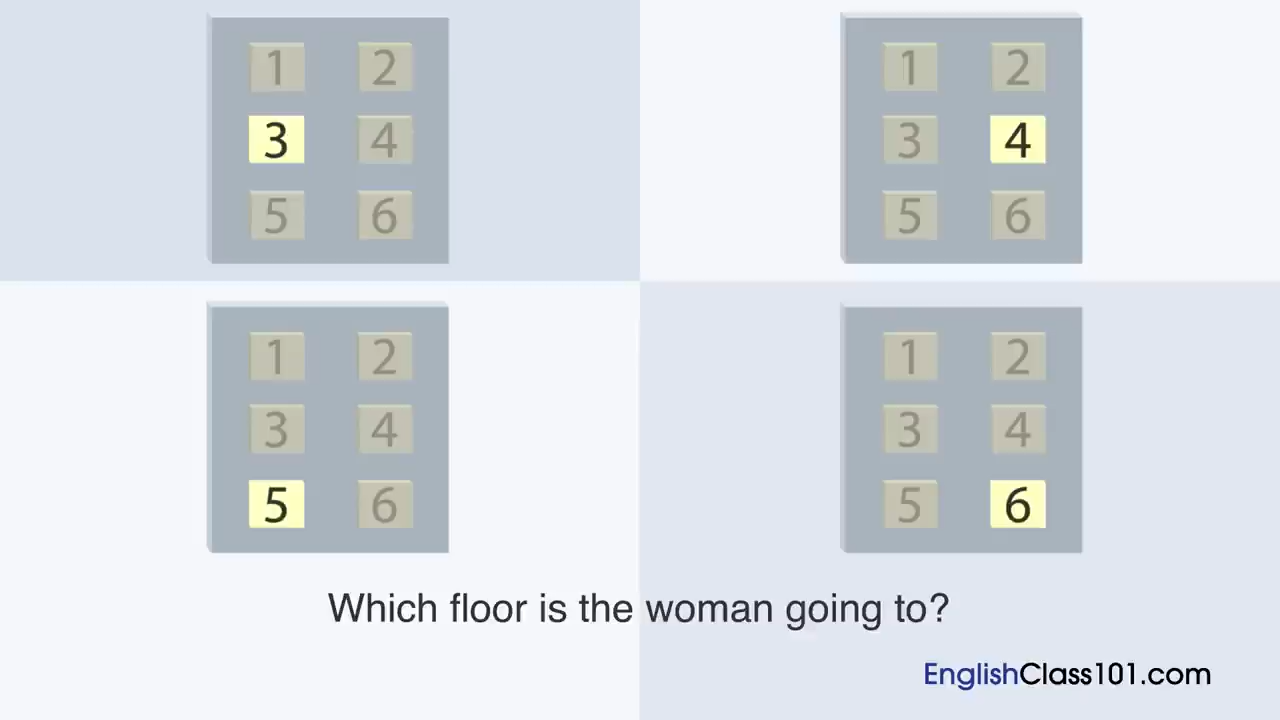 1 2 1 2
3 4 3 4
5 6 5 6
1 2 1 2
3 4 3 4
5 6 5 6
Which floor is the woman going to?
EnglishClass101.com